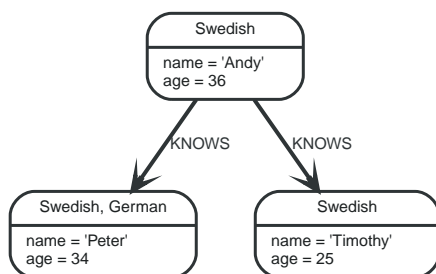 Swedish
name = 'Andy'
age = 36
KNOWS
KNOWS
Swedish, German
name = 'Peter'
age = 34
Swedish
name = 'Timothy'
age = 25